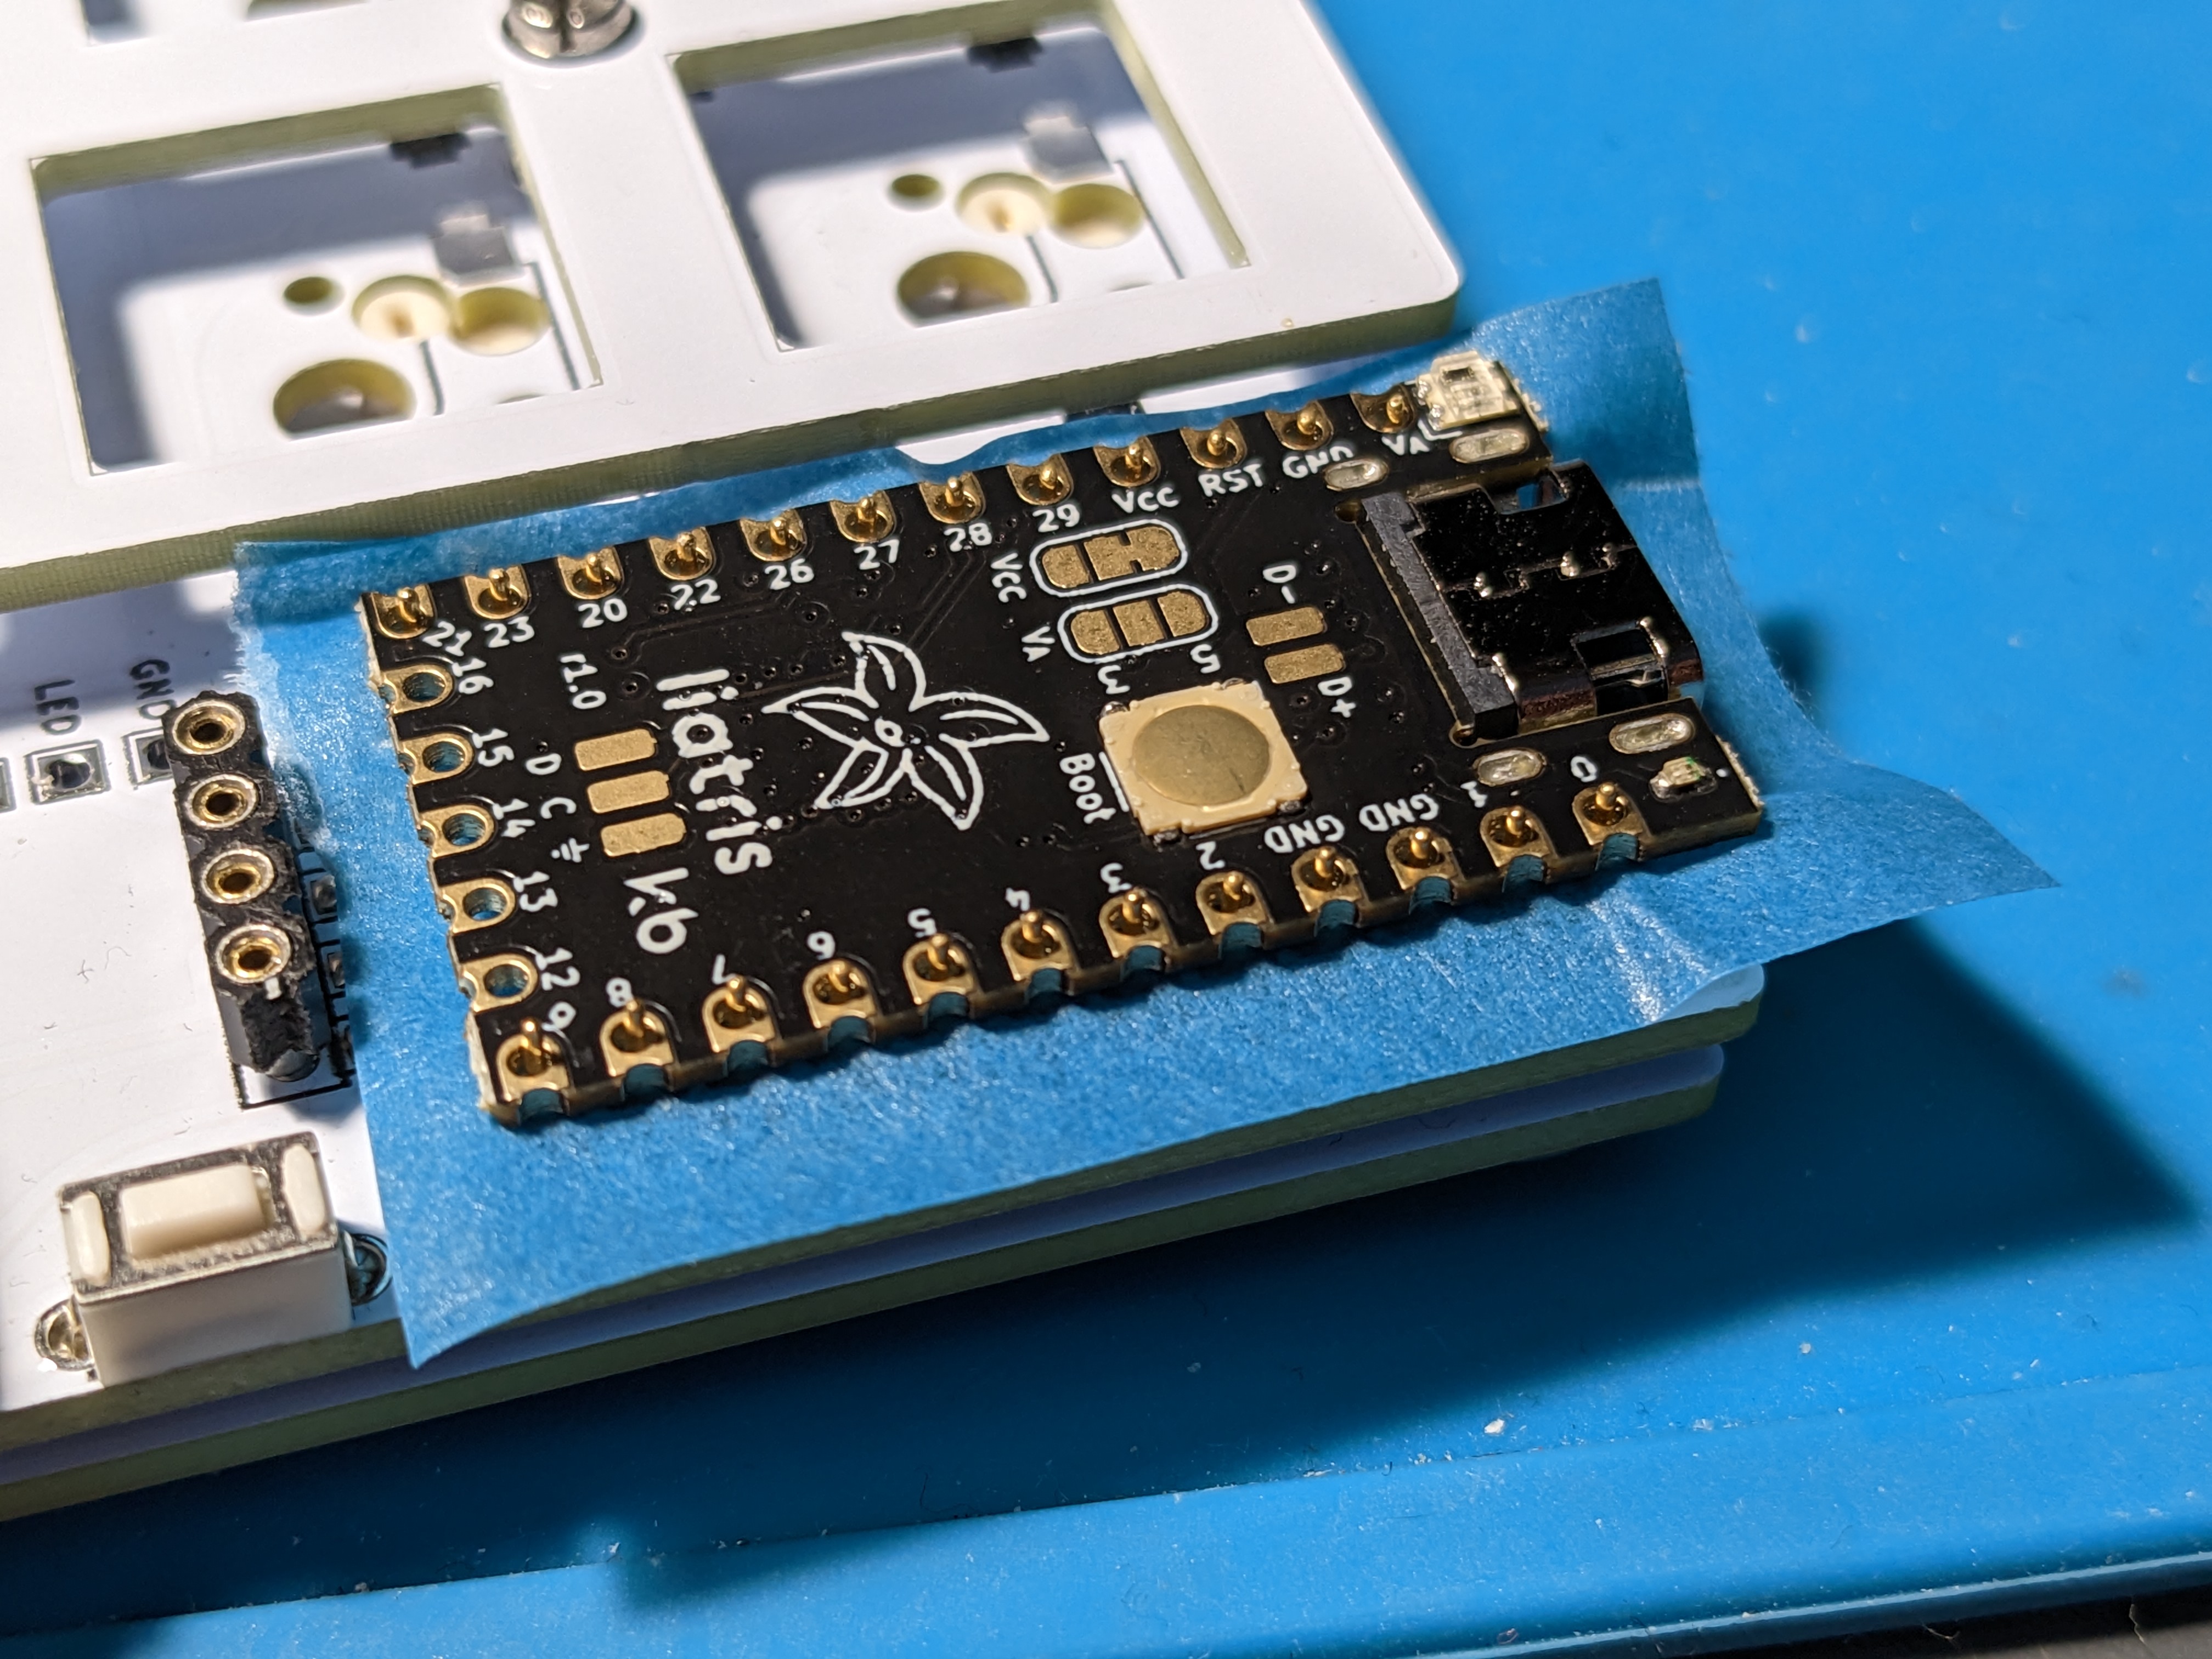 21 23 20 22 26 27 28 29 VCC RST GND VA
16
15
14
13
12
r1.0
D C
liatris
kb
VCC
VA
3 5
D-
D+
Boot
9 8 7 6 5 4 3 2 GND GND 1 0
LED
GND